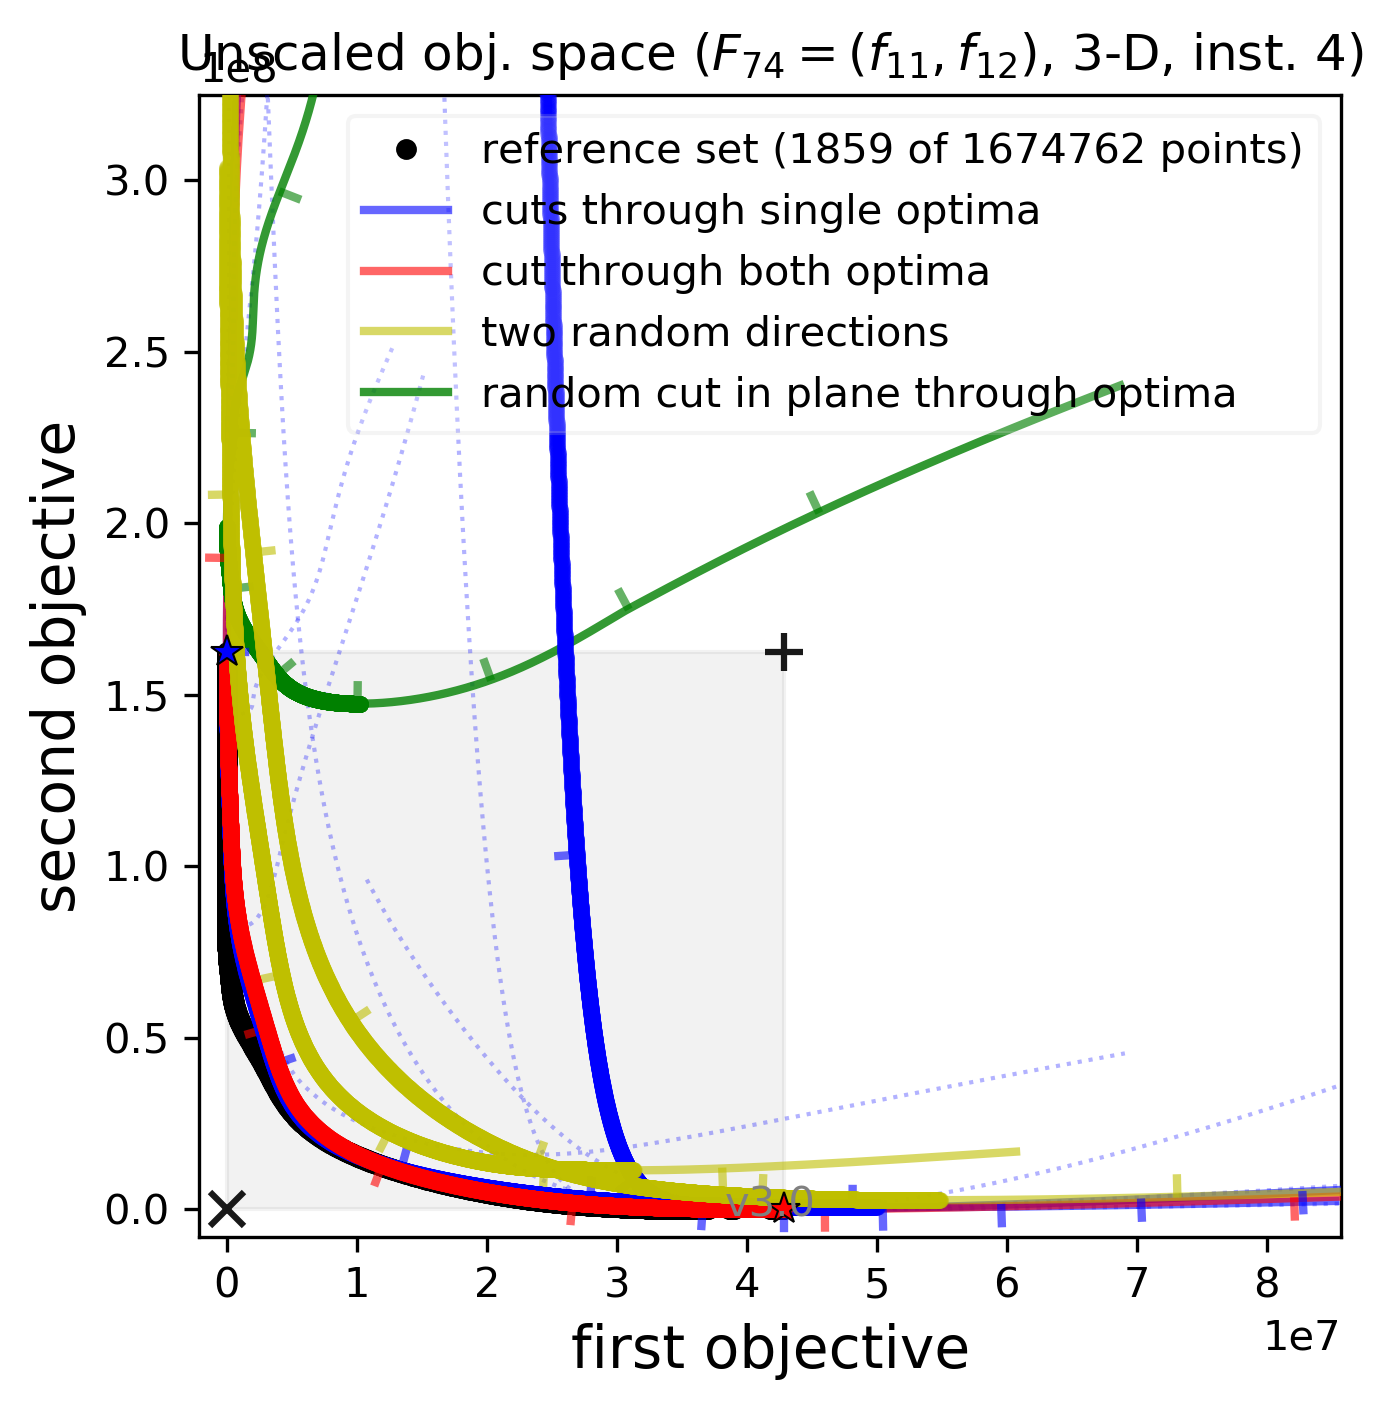 Unscaled obj. space ($F_{74} = (f_{11}, f_{12})$, 3-D, inst. 4)
1e8
reference set (1859 of 1674762 points)
cuts through single optima
cut through both optima
two random directions
random cut in plane through optima
3.0
2.5
2.0
1.5
1.0
0.5
0.0
second objective
v3.0
0 1 2 3 4 5 6 7 8
1e7
first objective